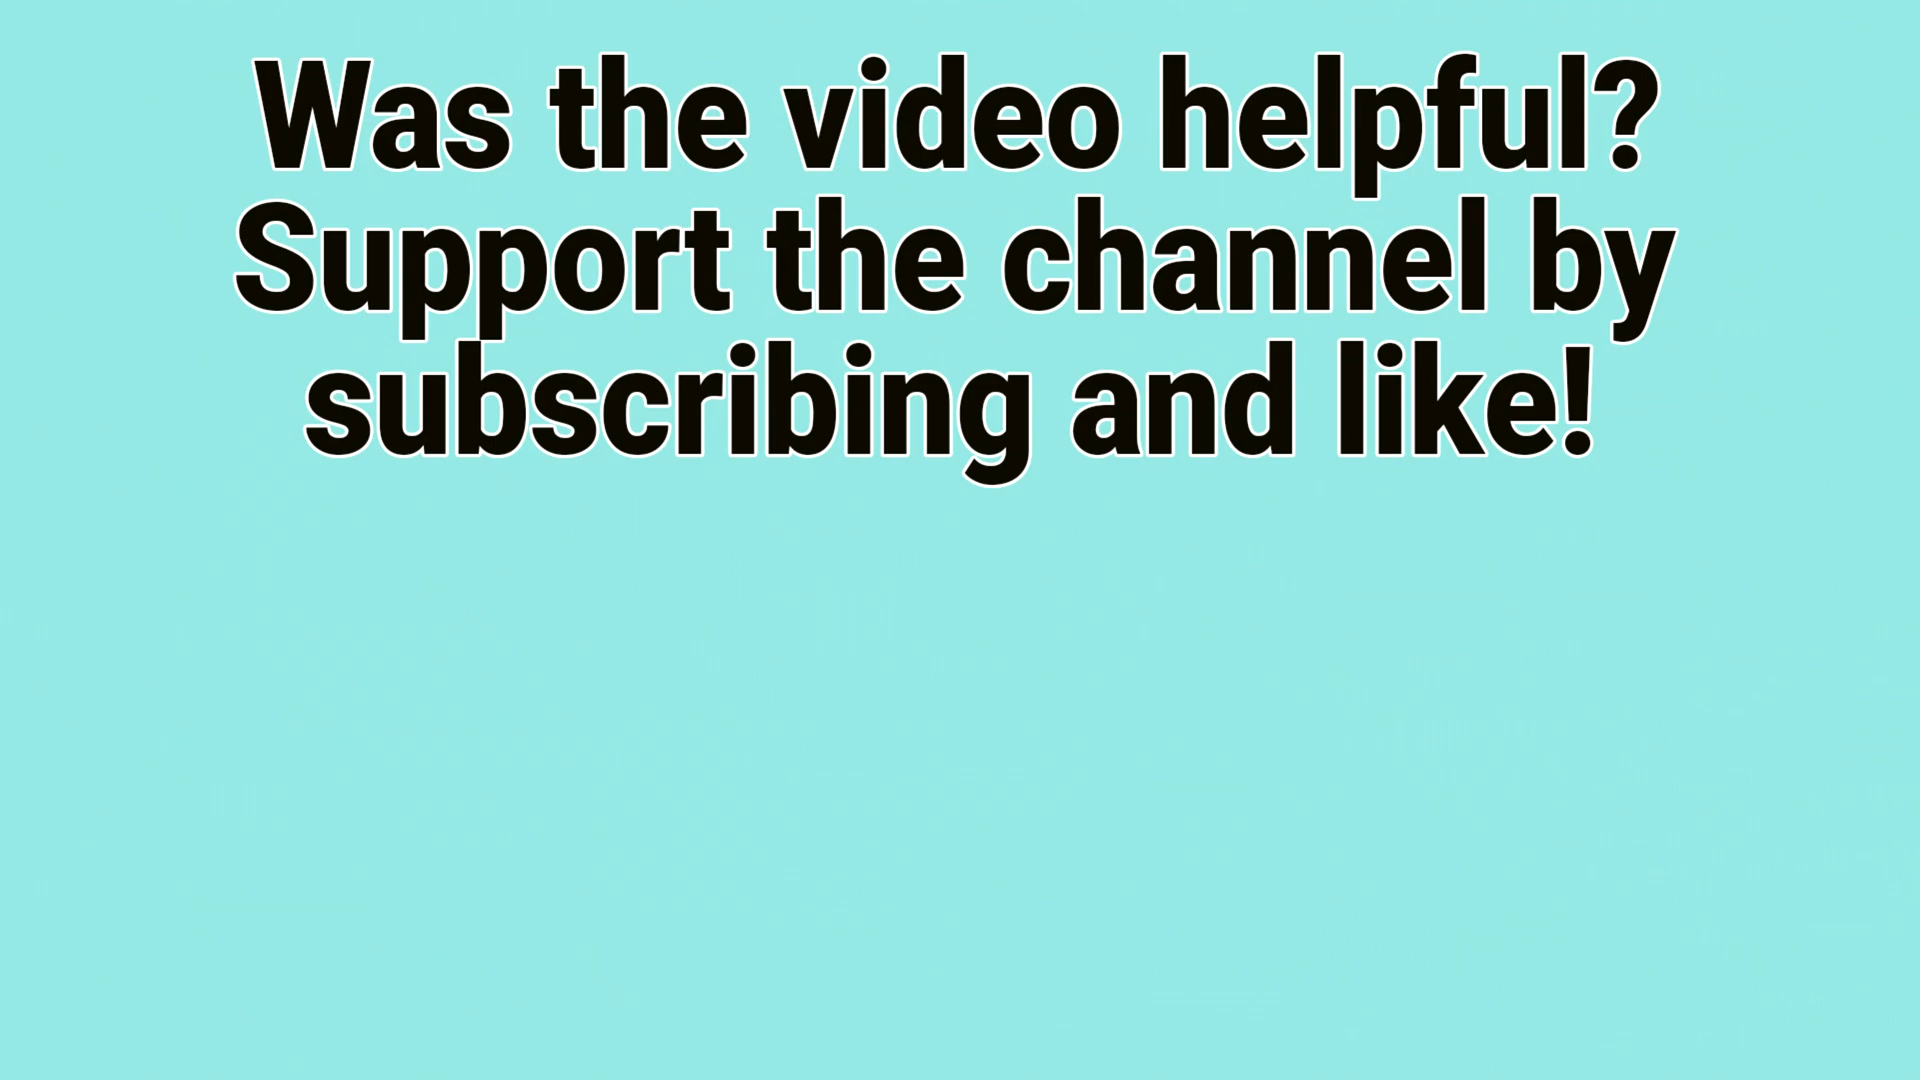 Was the video helpful?
Support the channel by
subscribing and like!